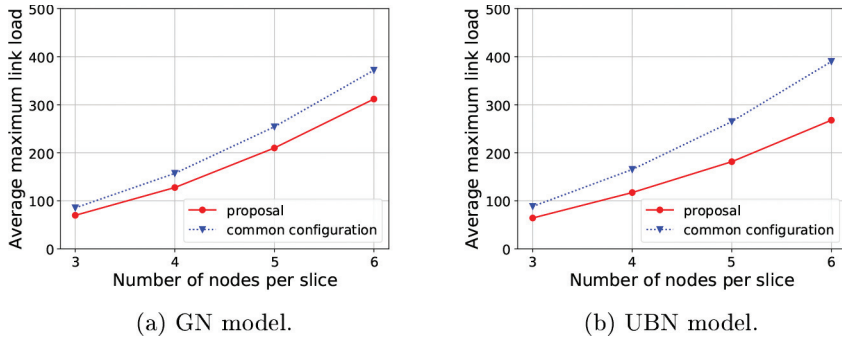 500
400
300
200
100
0
Average maximum link load
proposal
common configuration
3
4
5
6
Number of nodes per slice
(a) GN model.
500
400
300
200
100
0
Average maximum link load
proposal
common configuration
3
4
5
6
Number of nodes per slice
(b) UBN model.